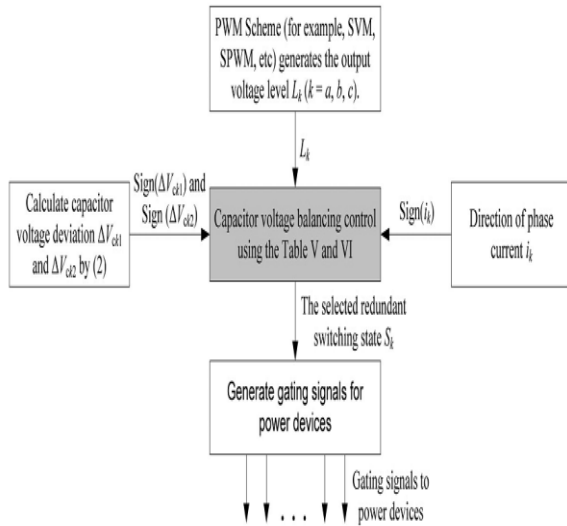 PWM Scheme (for example, SVM,
SPWM, etc) generates the output
voltage level Lk (k = a, b, c).
Lk
Sign(ΔVck1) and
Sign (ΔVck2)
Calculate capacitor
voltage deviation ΔVck1
and ΔVck2 by (2)
Capacitor voltage balancing control
using the Table V and VI
Sign(ik)
Direction of phase
current ik
The selected redundant
switching state Sk
Generate gating signals for
power devices
Gating signals to
power devices